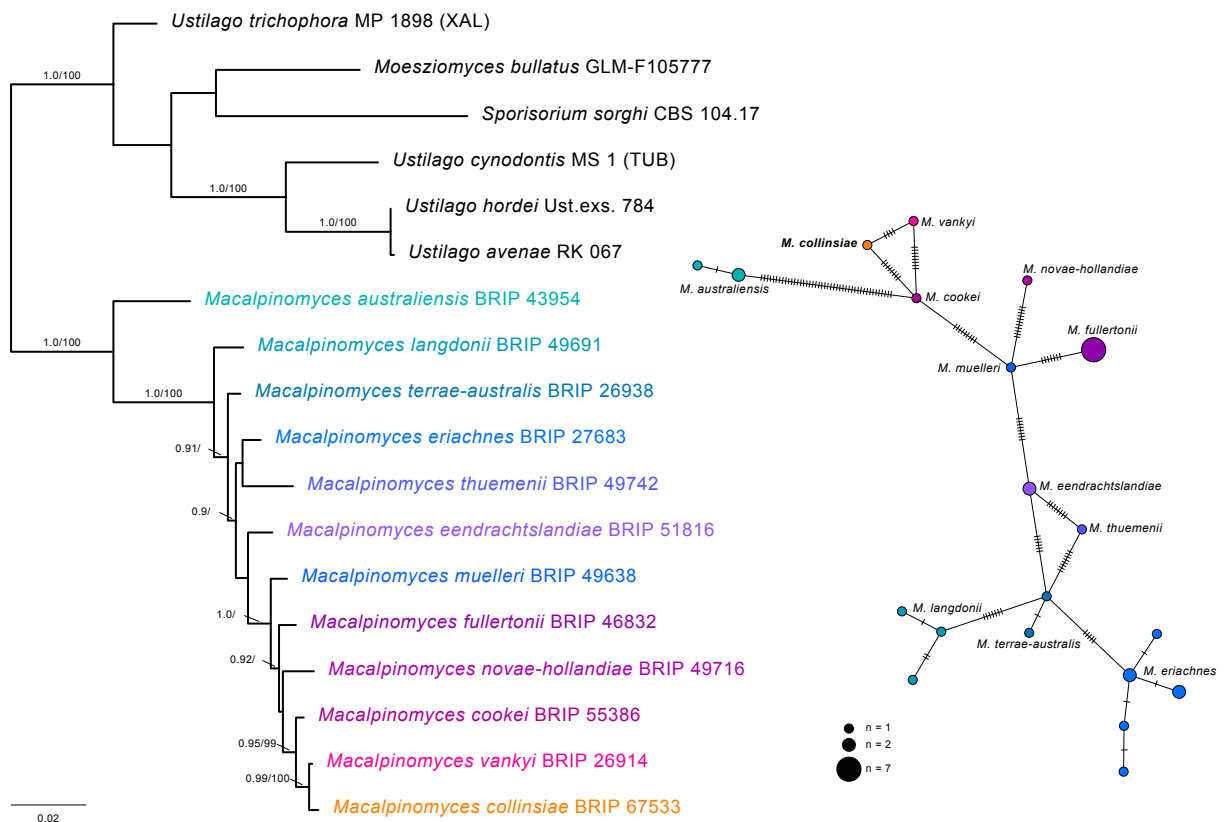 Ustilago trichophora MP 1898 (XAL)
1.0/100
Moesziomyces bullatus GLM-F105777
Sporisorium sorghi CBS 104.17
Ustilago cynodontis MS 1 (TUB)
1.0/100
Ustilago hordei Ust.exs. 784
1.0/100
Ustilago avenae RK 067
Macalpinomyces australiensis BRIP 43954
1.0/100
Macalpinomyces langdonii BRIP 49691
1.0/100
Macalpinomyces terrae-australis BRIP 26938
0.91/
Macalpinomyces eriachnes BRIP 27683
Macalpinomyces thuemenii BRIP 49742
0.9/
Macalpinomyces eendrachtslandiae BRIP 51816
Macalpinomyces muelleri BRIP 49638
1.0/
Macalpinomyces fullertonii BRIP 46832
0.92/
Macalpinomyces novae-hollandiae BRIP 49716
Macalpinomyces cookei BRIP 55386
0.95/99
Macalpinomyces vankyi BRIP 26914
0.99/100
Macalpinomyces collinsiae BRIP 67533
0.02
M. vankyi
M. collinsiae
M. australiensis
M. cookei
M. novae-hollandiae
M. fullertonii
M. muelleri
M. eendrachtslandiae
M. thuemenii
M. langdonii
M. terrae-australis
M. eriachnes
n = 1
n = 2
n = 7